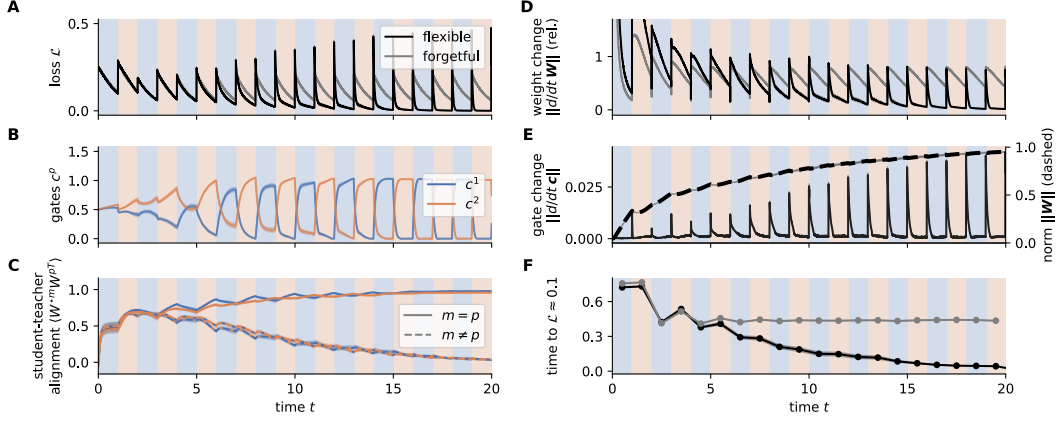 A
loss ℒ
0.5
0.0
flexible
forgetful
B
gates c^p
1.5
1.0
0.5
0.0
c^1
c^2
C
student-teacher
alignment (W^{*m}W^{pT})
1.0
0.5
0.0
m = p
m ≠ p
0 5 10 15 20
time t
D
weight change
||d/dt W|| (rel.)
1
0
E
gate change
||d/dt c||
0.025
0.000
1.0
0.5
0.0
norm ||W|| (dashed)
F
time to ℒ ≈ 0.1
0.6
0.3
0.0
0 5 10 15 20
time t